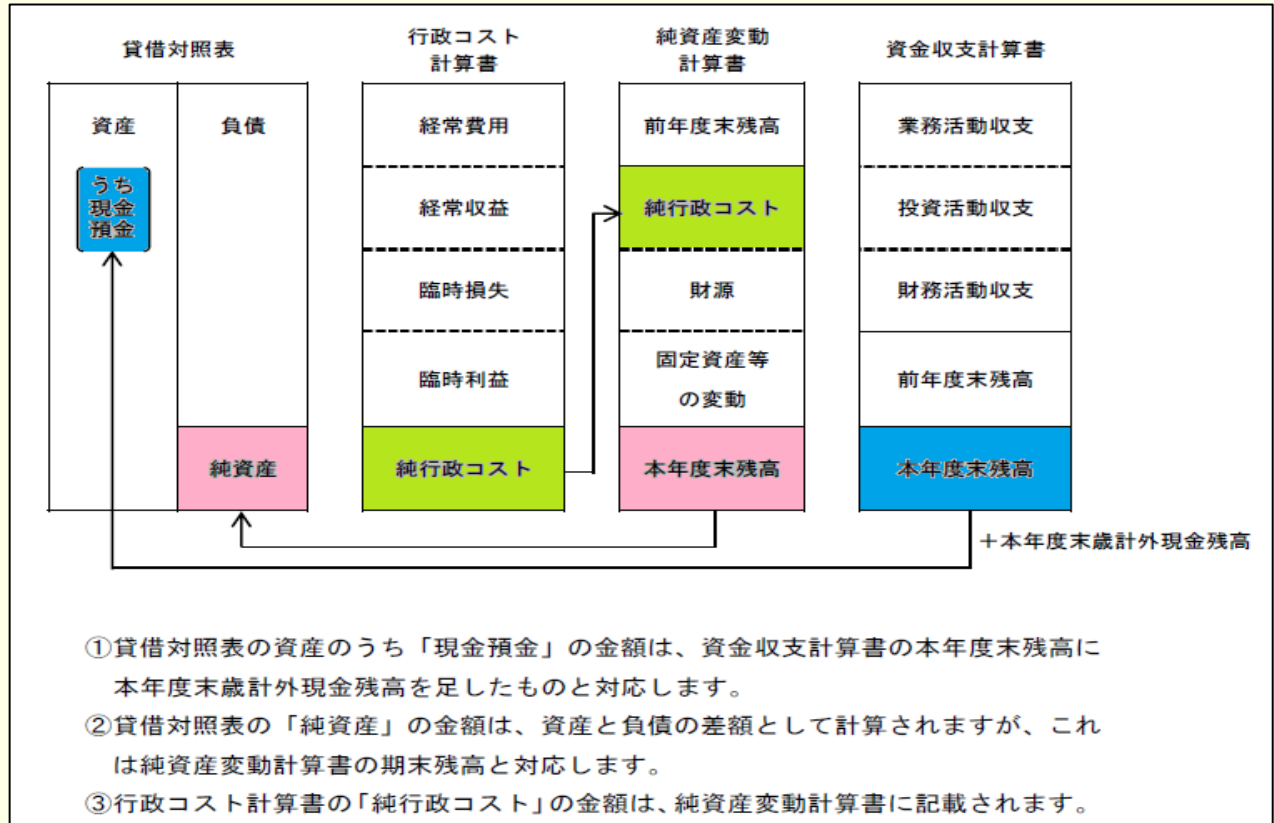 貸借対照表
行政コスト
計算書
純資産変動
計算書
資金収支計算書
資産
負債
うち
現金
預金
純資産
経常費用
経常収益
臨時損失
臨時利益
純行政コスト
前年度末残高
純行政コスト
財源
固定資産等
の変動
本年度末残高
業務活動収支
投資活動収支
財務活動収支
前年度末残高
本年度末残高
＋本年度末歳計外現金残高
①貸借対照表の資産のうち「現金預金」の金額は、資金収支計算書の本年度末残高に
本年度末歳計外現金残高を足したものと対応します。
②貸借対照表の「純資産」の金額は、資産と負債の差額として計算されますが、これ
は純資産変動計算書の期末残高と対応します。
③行政コスト計算書の「純行政コスト」の金額は、純資産変動計算書に記載されます。